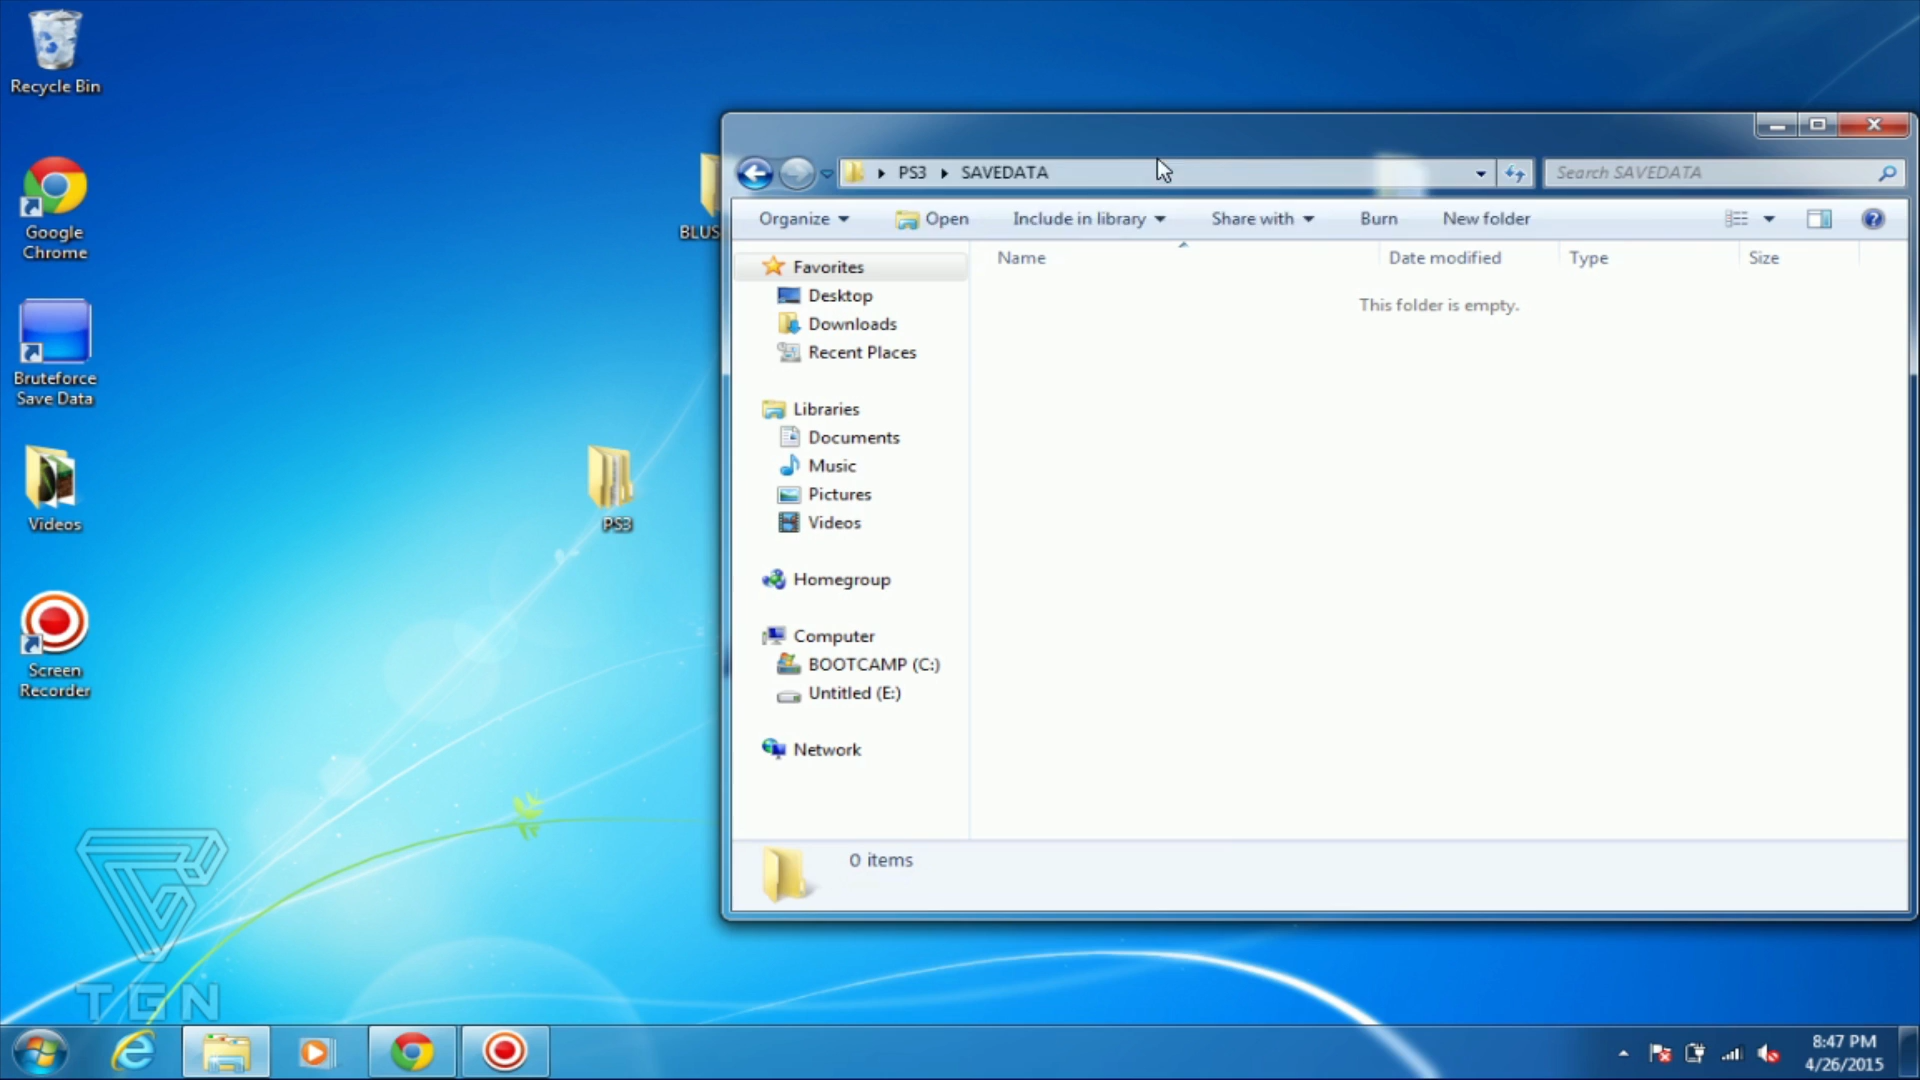 Recycle Bin
Google
Chrome
Bruteforce
Save Data
Videos
Screen
Recorder
PS3
BLUS
PS3 SAVEDATA
Search SAVEDATA
Organize Open Include in library Share with Burn New folder
Name Date modified Type Size
This folder is empty.
Favorites
Desktop
Downloads
Recent Places
Libraries
Documents
Music
Pictures
Videos
Homegroup
Computer
BOOTCAMP (C:)
Untitled (E:)
Network
0 items
TGN
8:47 PM
4/26/2015